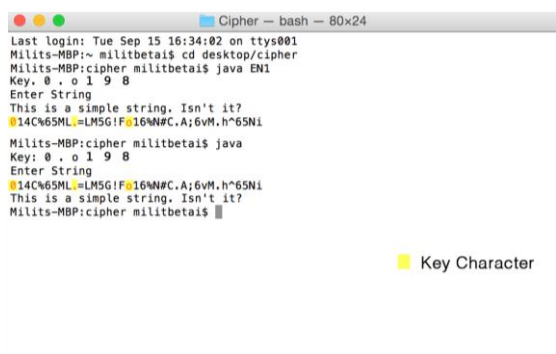 Cipher — bash — 80×24
Last login: Tue Sep 15 16:34:02 on ttys001
Milits-MBP:~ militbetai$ cd desktop/cipher
Milits-MBP:cipher militbetai$ java EN1
Key. 0 . o 1 9 8
Enter String
This is a simple string. Isn't it?
014C%65ML.=LM5G!Fo16%N#C.A;6vM.h^65Ni
Milits-MBP:cipher militbetai$ java
Key: 0 . o 1 9 8
Enter String
014C%65ML.=LM5G!Fo16%N#C.A;6vM.h^65Ni
This is a simple string. Isn't it?
Milits-MBP:cipher militbetai$
Key Character